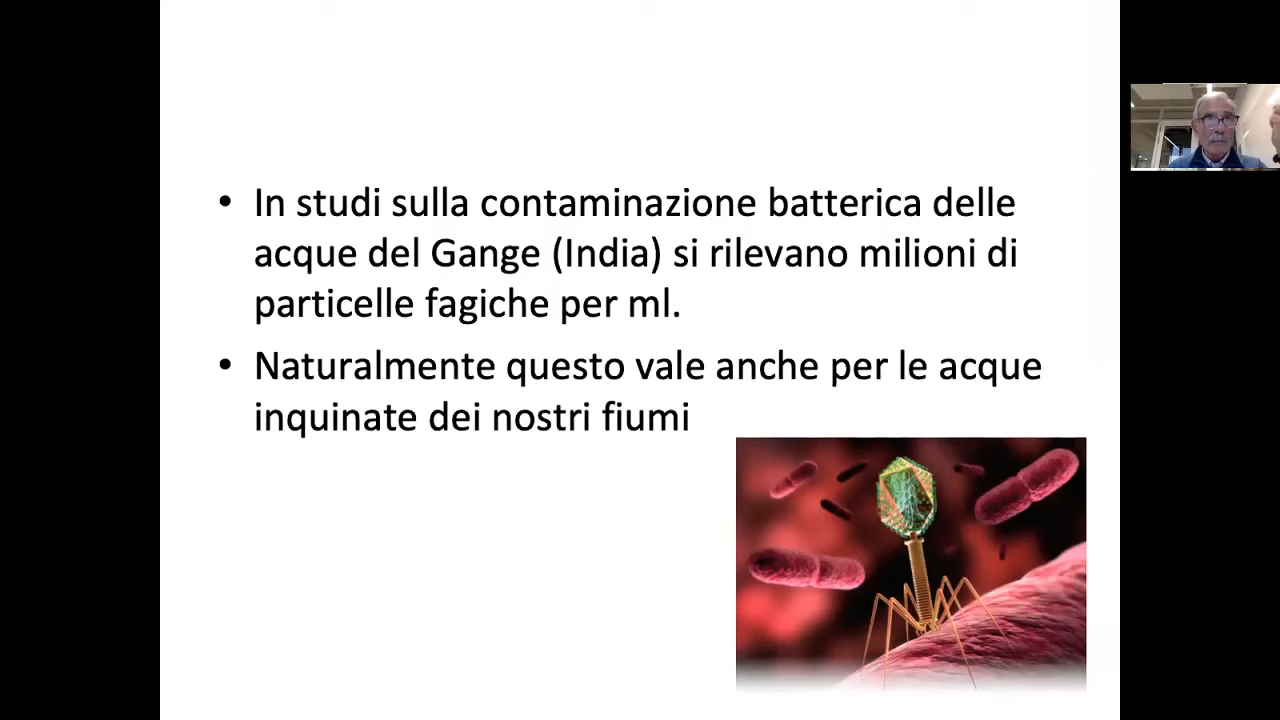 • In studi sulla contaminazione batterica delle
acque del Gange (India) si rilevano milioni di
particelle fagiche per ml.
• Naturalmente questo vale anche per le acque
inquinate dei nostri fiumi